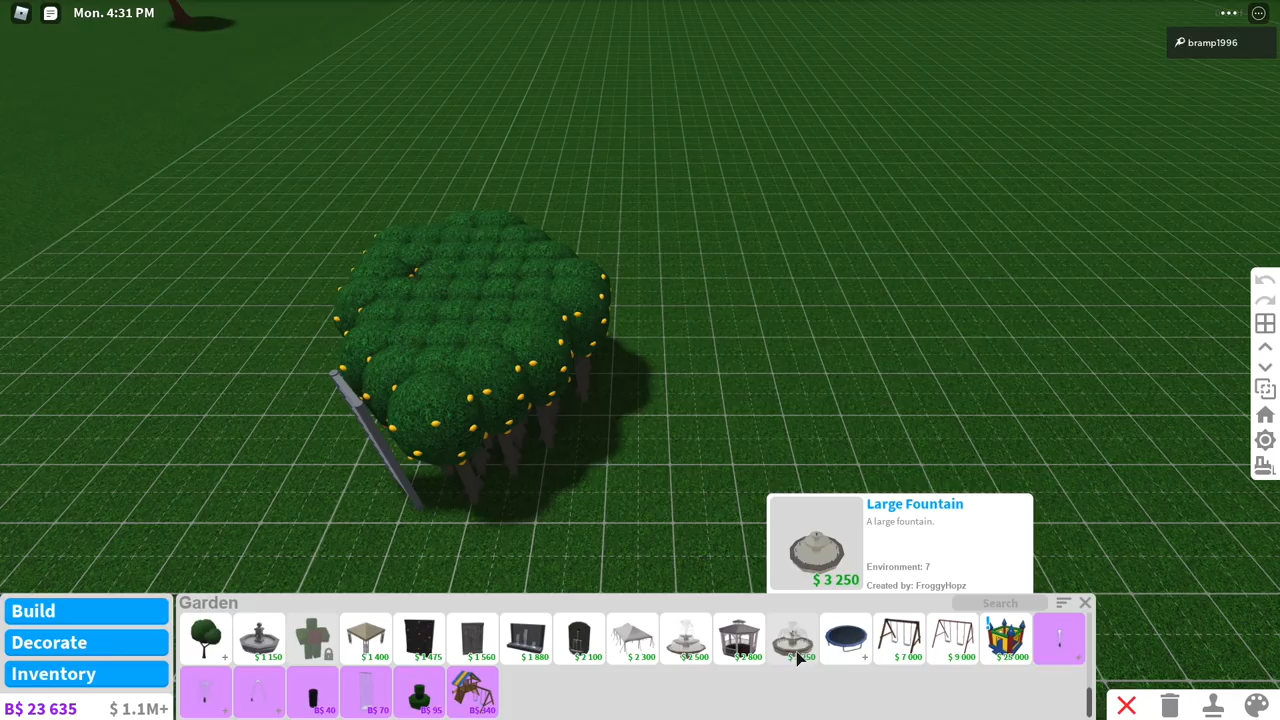 Mon. 4:31 PM
bramp1996
Large Fountain
A large fountain.
Environment: 7
$ 3 250
Created by: FroggyHopz
Build
Decorate
Inventory
B$ 23 635
$ 1.1M+
Garden
Search
$ 1 150
$ 1 400
$ 1 475
$ 1 560
$ 1 880
$ 2 100
$ 2 300
$ 2 500
$ 2 800
$ 7 000
$ 9 000
$ 25 000
B$ 40
B$ 70
B$ 95
B$ 340